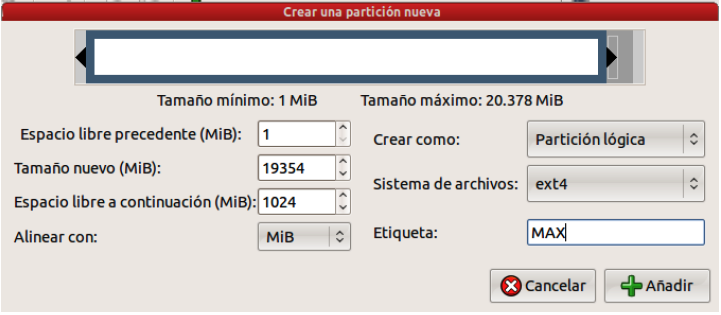 Crear una partición nueva
Tamaño mínimo: 1 MiB Tamaño máximo: 20.378 MiB
Espacio libre precedente (MiB): 1
Tamaño nuevo (MiB): 19354
Espacio libre a continuación (MiB): 1024
Alinear con: MiB
Crear como: Partición lógica
Sistema de archivos: ext4
Etiqueta: MAX
Cancelar Añadir